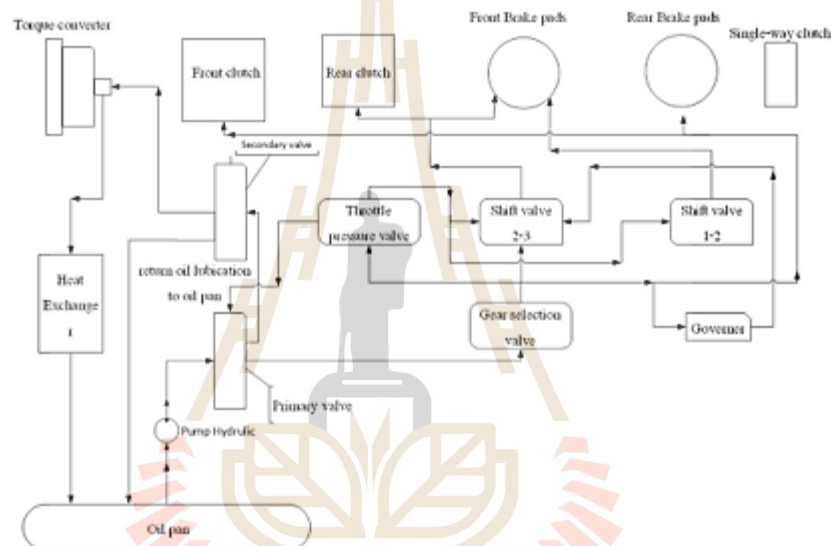 Torque converter
Front clutch
Rear clutch
Front Brake pads
Rear Brake pads
Single-way clutch
Secondary valve
Throttle
pressure valve
Shift valve
2-3
Shift valve
1-2
return oil lubication
to oil pan
Heat
Exchange
r
Gear selection
valve
Governer
Primary valve
Pump Hydrulic
Oil pan